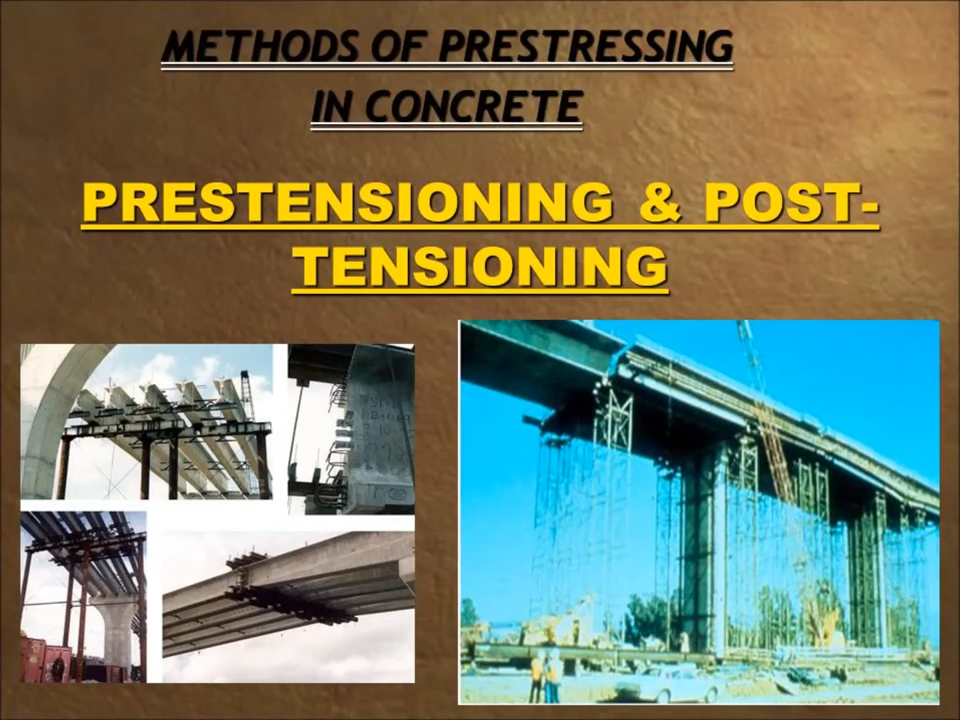 METHODS OF PRESTRESSING
IN CONCRETE
PRESTENSIONING & POST-
TENSIONING